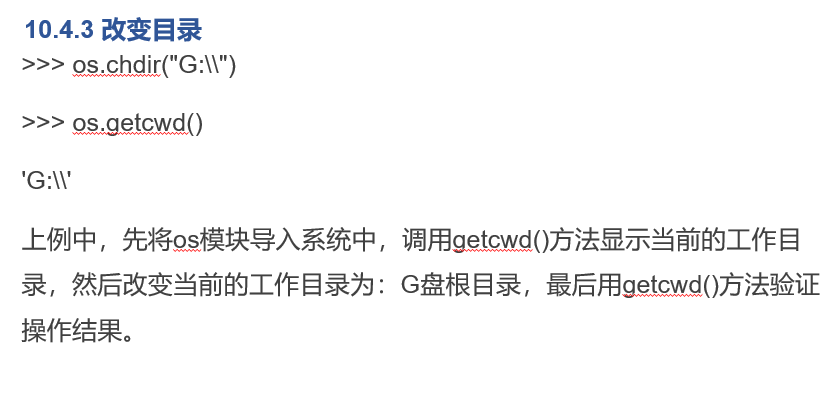 10.4.3 改变目录
>>> os.chdir("G:\\")
>>> os.getcwd()
'G:\\'
上例中，先将os模块导入系统中，调用getcwd()方法显示当前的工作目
录，然后改变当前的工作目录为：G盘根目录，最后用getcwd()方法验证
操作结果。